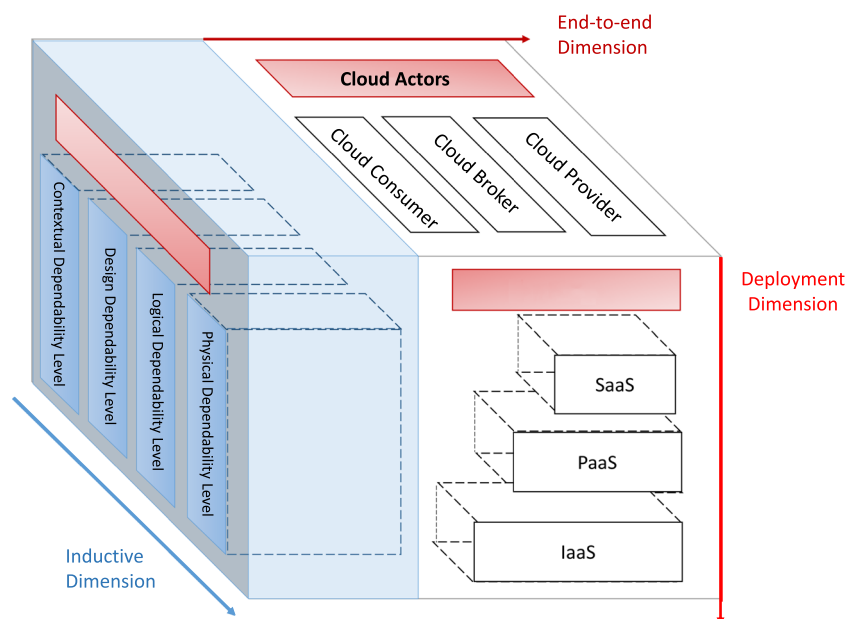 End-to-end
Dimension
Cloud Actors
Cloud Consumer
Cloud Broker
Cloud Provider
Contextual Dependability Level
Design Dependability Level
Logical Dependability Level
Physical Dependability Level
Deployment
Dimension
SaaS
PaaS
IaaS
Inductive
Dimension